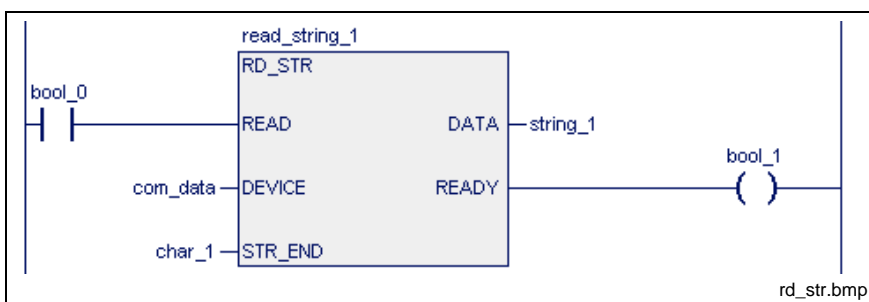 read_string_1
RD_STR
bool_0
READ DATA string_1
bool_1
com_data DEVICE READY
char_1 STR_END
rd_str.bmp